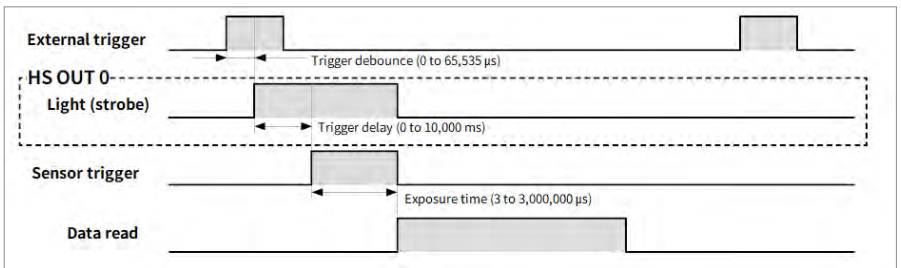 External trigger
Trigger debounce (0 to 65,535 µs)
HS OUT 0
Light (strobe)
Trigger delay (0 to 10,000 ms)
Sensor trigger
Exposure time (3 to 3,000,000 µs)
Data read